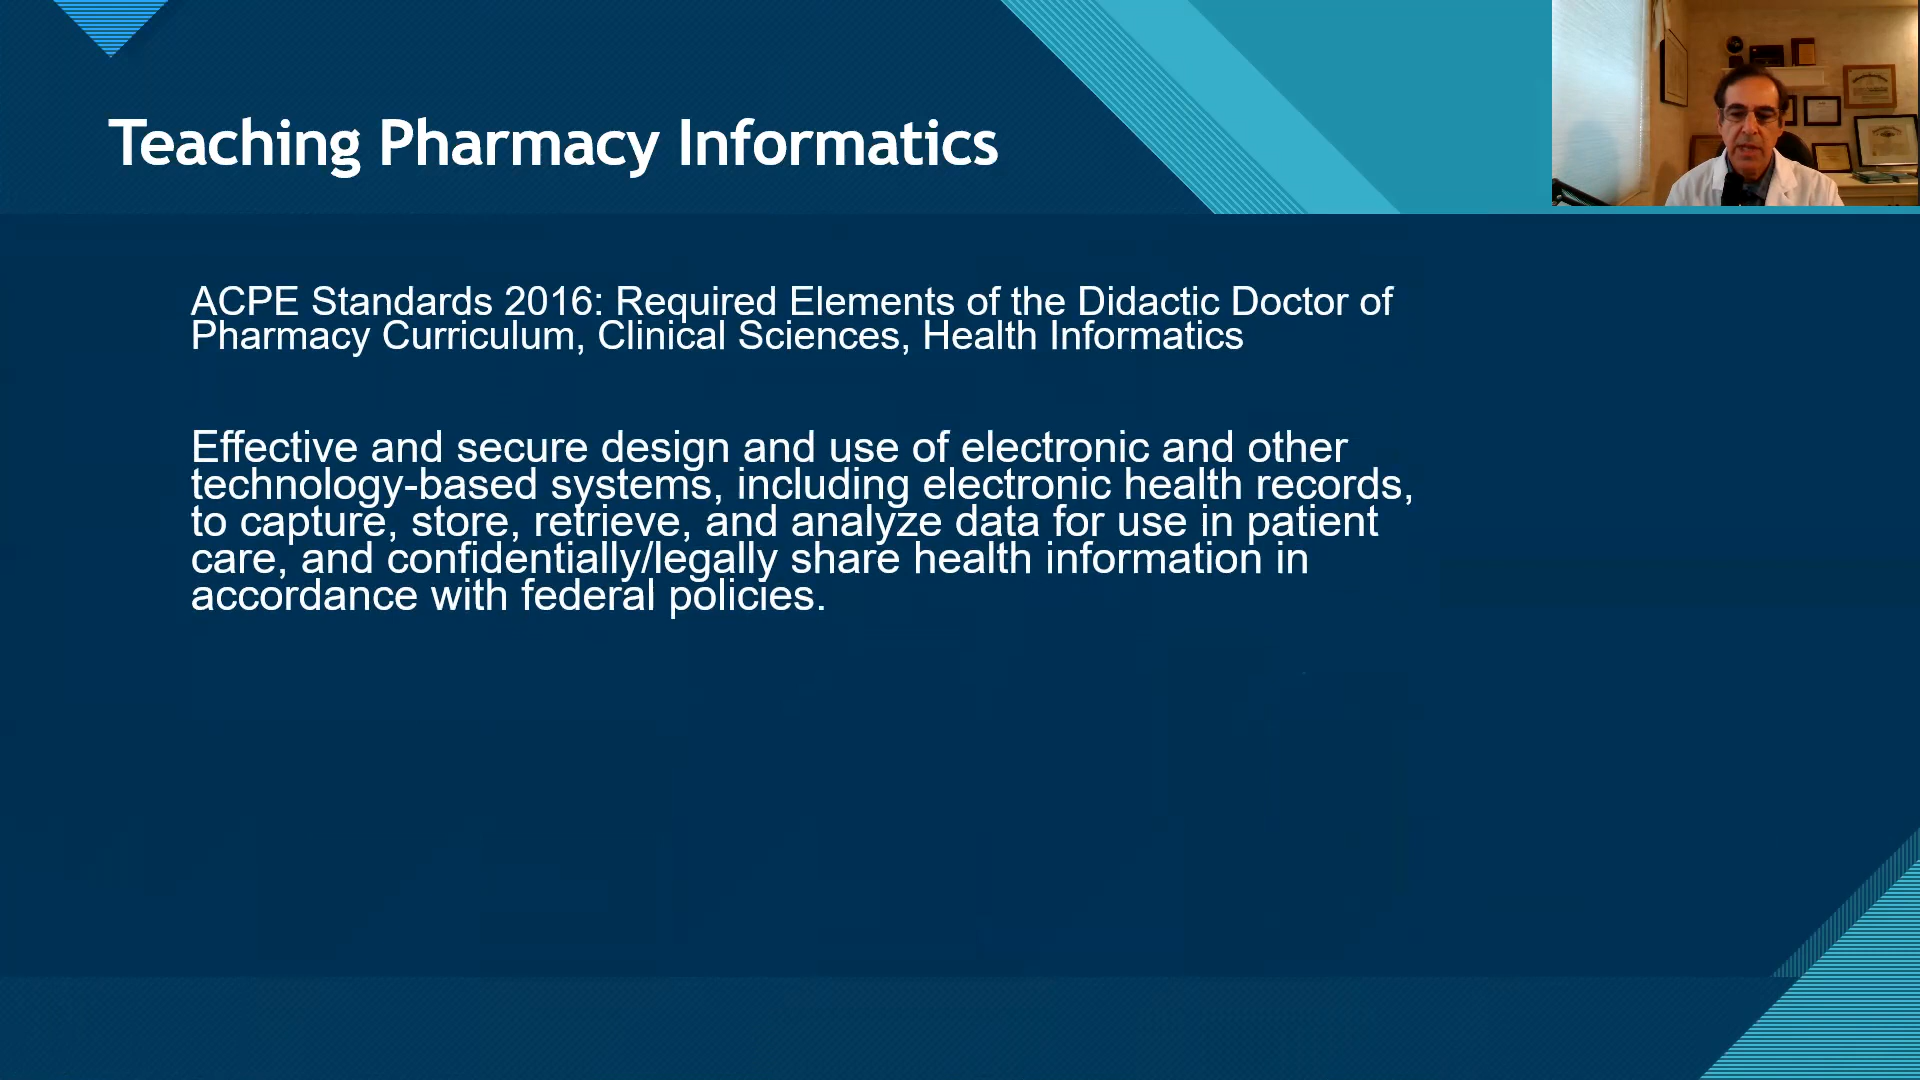 Teaching Pharmacy Informatics
ACPE Standards 2016: Required Elements of the Didactic Doctor of
Pharmacy Curriculum, Clinical Sciences, Health Informatics
Effective and secure design and use of electronic and other
technology-based systems, including electronic health records,
to capture, store, retrieve, and analyze data for use in patient
care, and confidentially/legally share health information in
accordance with federal policies.